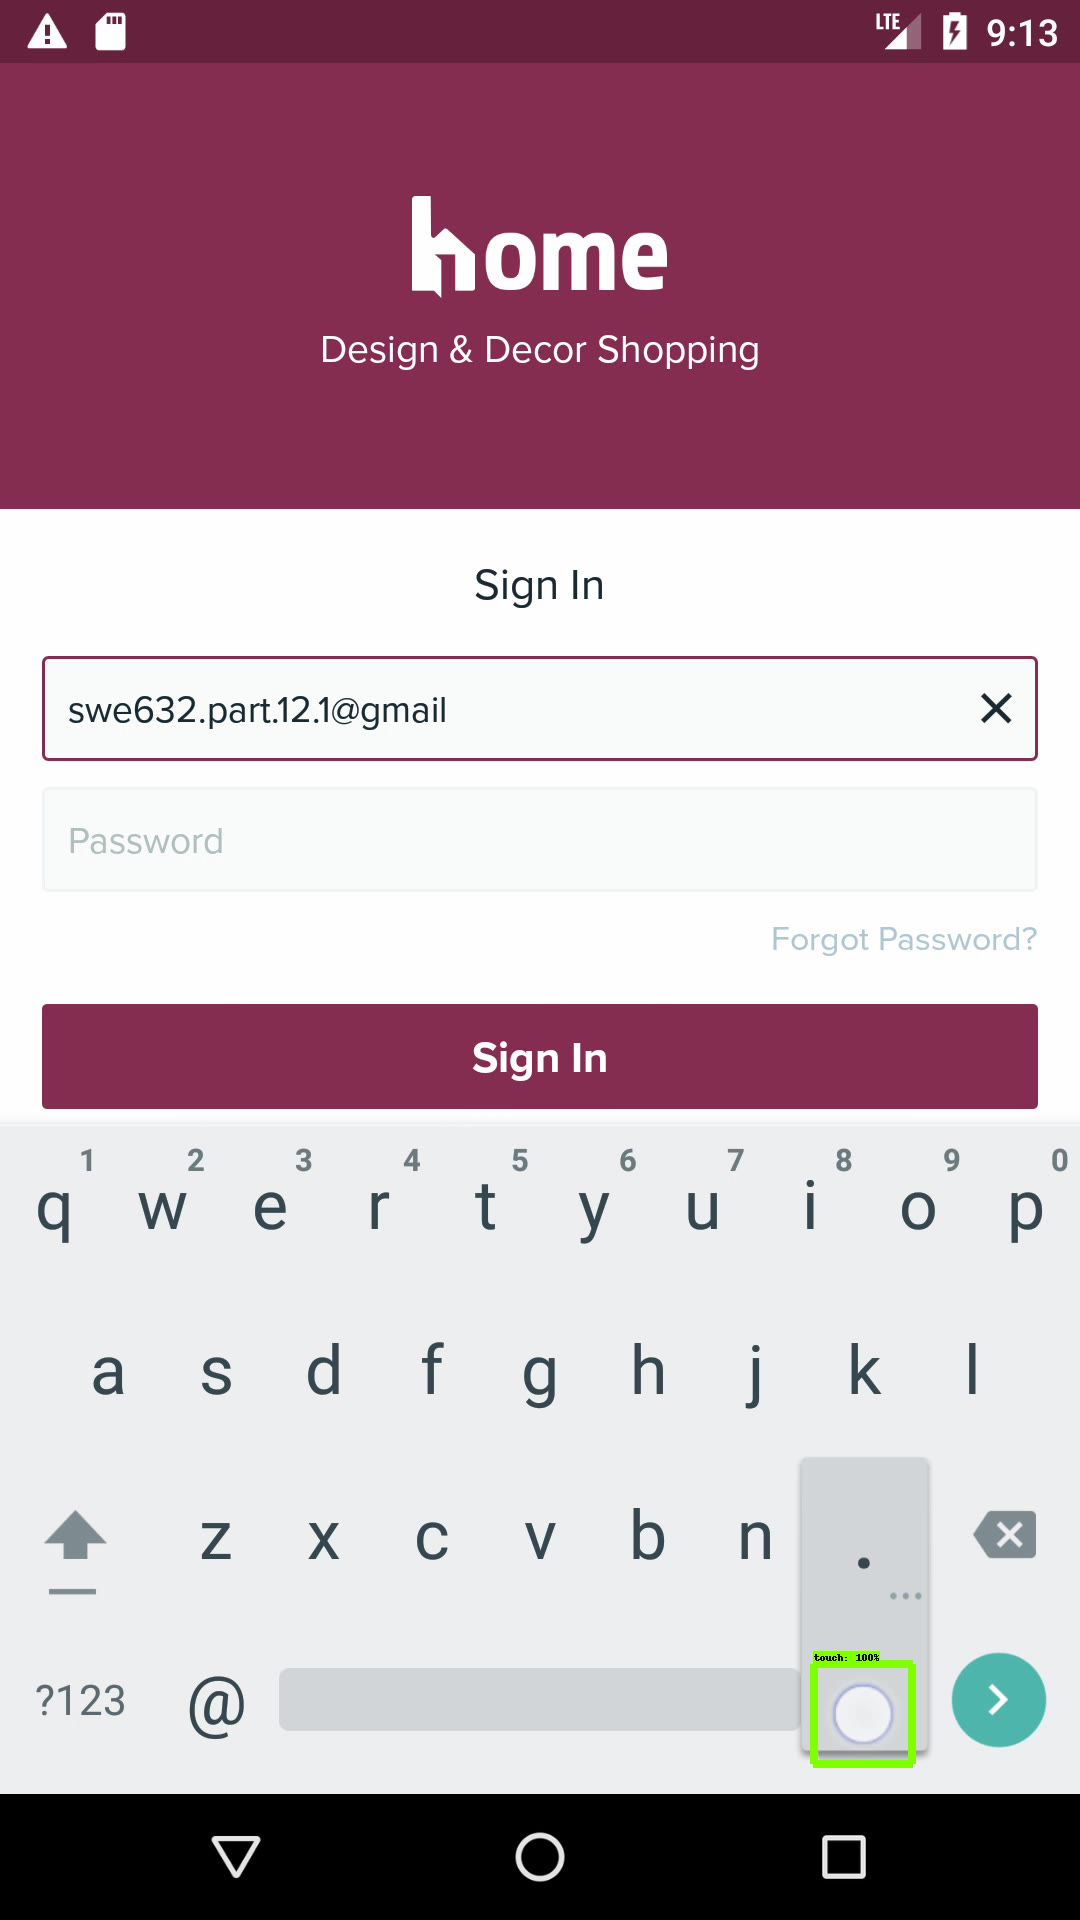 LTE 9:13
home
Design & Decor Shopping
Sign In
swe632.part.12.1@gmail
Password
Forgot Password?
Sign In
1 2 3 4 5 6 7 8 9 0
q w e r t y u i o p
a s d f g h j k l
z x c v b n .
touch: 100%
?123 @